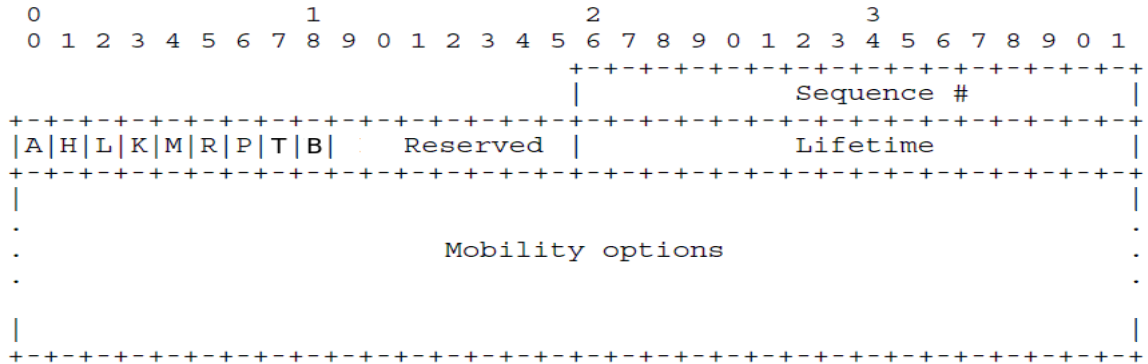 0               1               2               3
 0 1 2 3 4 5 6 7 8 9 0 1 2 3 4 5 6 7 8 9 0 1 2 3 4 5 6 7 8 9 0 1
                                +-+-+-+-+-+-+-+-+-+-+-+-+-+-+-+-+
                                |            Sequence #         |
+-+-+-+-+-+-+-+-+-+-+-+-+-+-+-+-+-+-+-+-+-+-+-+-+-+-+-+-+-+-+-+-+
|A|H|L|K|M|R|P|T|B|    Reserved |            Lifetime           |
+-+-+-+-+-+-+-+-+-+-+-+-+-+-+-+-+-+-+-+-+-+-+-+-+-+-+-+-+-+-+-+-+
|                                                               |
.                                                               .
.                        Mobility options                       .
.                                                               .
|                                                               |
+-+-+-+-+-+-+-+-+-+-+-+-+-+-+-+-+-+-+-+-+-+-+-+-+-+-+-+-+-+-+-+-+